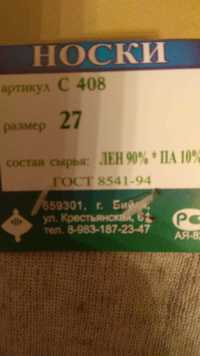 НОСКИ
артикул С 408
размер 27
состав сырья: ЛЕН 90% * ПА 10%
ГОСТ 8541-94
659301, г. Бийск,
ул. Крестьянская, 62
тел. 8-983-187-23-47